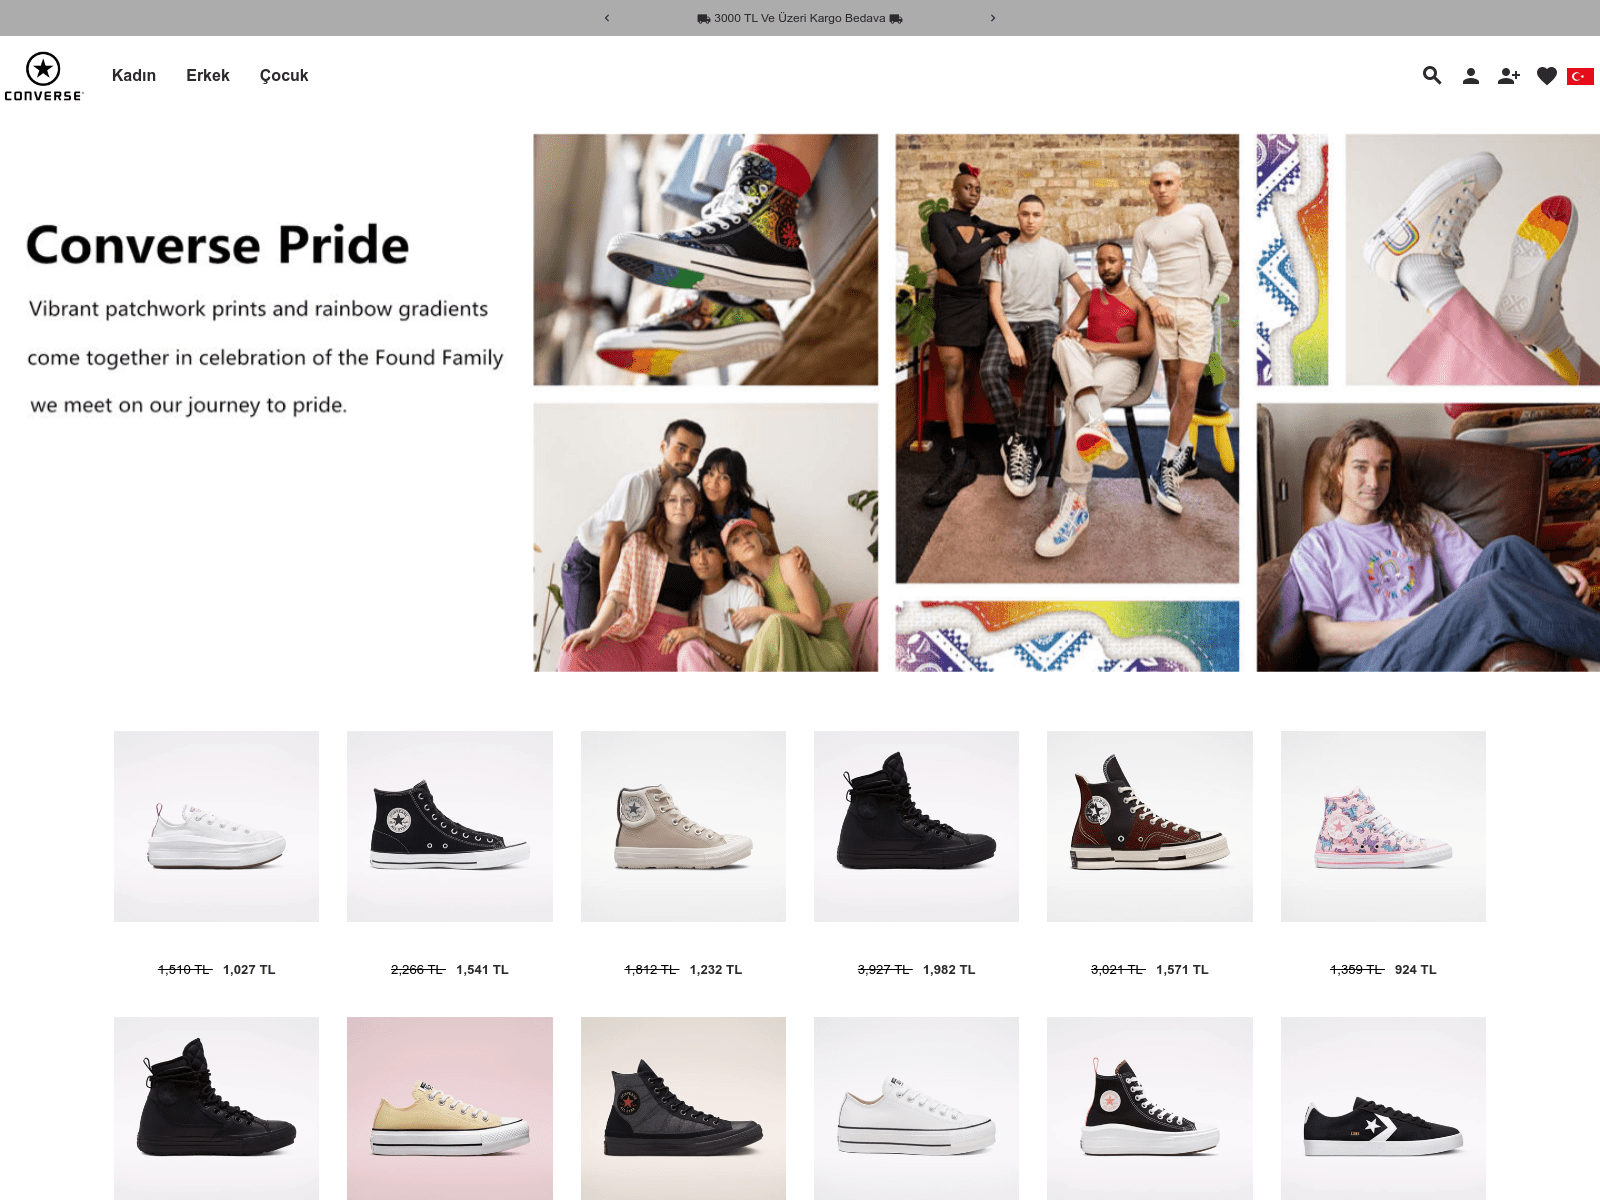 3000 TL Ve Üzeri Kargo Bedava
CONVERSE
Kadın
Erkek
Çocuk
Converse Pride
Vibrant patchwork prints and rainbow gradients
come together in celebration of the Found Family
we meet on our journey to pride.
1,510 TL 1,027 TL
2,266 TL 1,541 TL
1,812 TL 1,232 TL
3,927 TL 1,982 TL
3,021 TL 1,571 TL
1,359 TL 924 TL